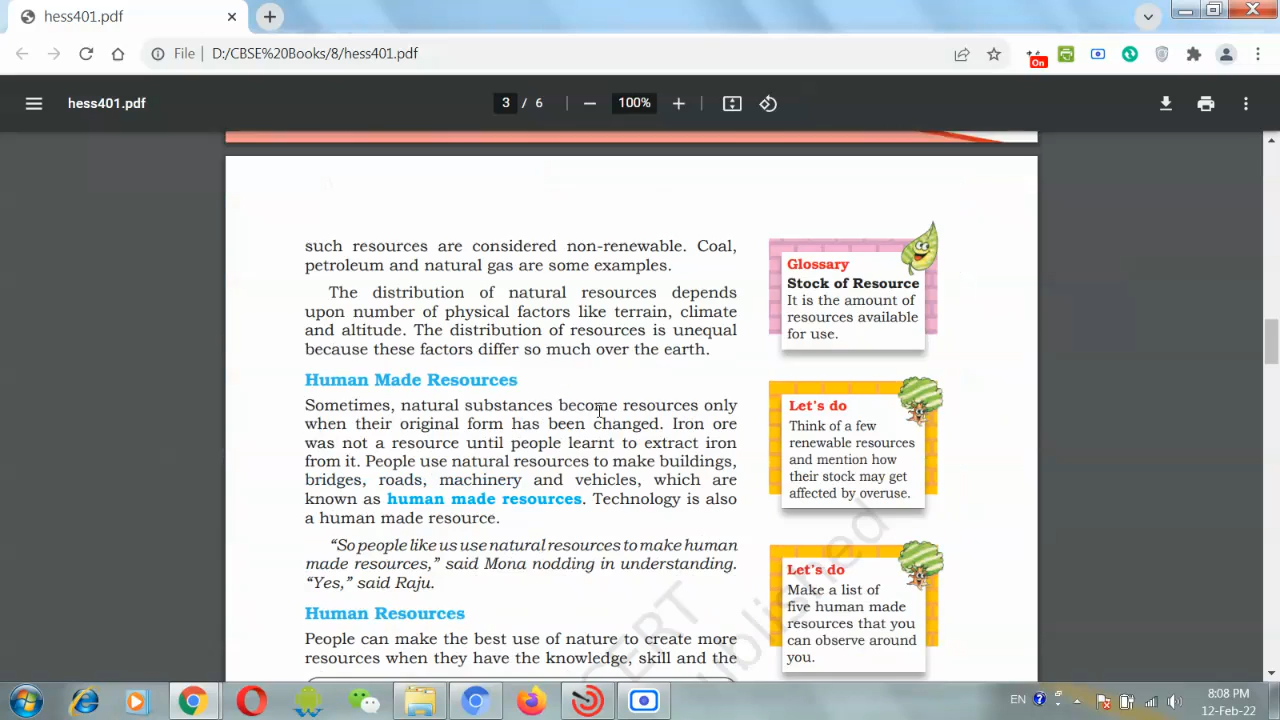 hess401.pdf
File | D:/CBSE%20Books/8/hess401.pdf
On
hess401.pdf
3 / 6
100%
such resources are considered non-renewable. Coal,
petroleum and natural gas are some examples.
The distribution of natural resources depends
upon number of physical factors like terrain, climate
and altitude. The distribution of resources is unequal
because these factors differ so much over the earth.
Human Made Resources
Sometimes, natural substances become resources only
when their original form has been changed. Iron ore
was not a resource until people learnt to extract iron
from it. People use natural resources to make buildings,
bridges, roads, machinery and vehicles, which are
known as human made resources. Technology is also
a human made resource.
“So people like us use natural resources to make human
made resources,” said Mona nodding in understanding.
“Yes,” said Raju.
Human Resources
People can make the best use of nature to create more
resources when they have the knowledge, skill and the
Glossary
Stock of Resource
It is the amount of
resources available
for use.
Let’s do
Think of a few
renewable resources
and mention how
their stock may get
affected by overuse.
Let’s do
Make a list of
five human made
resources that you
can observe around
you.
EN
8:08 PM
12-Feb-22